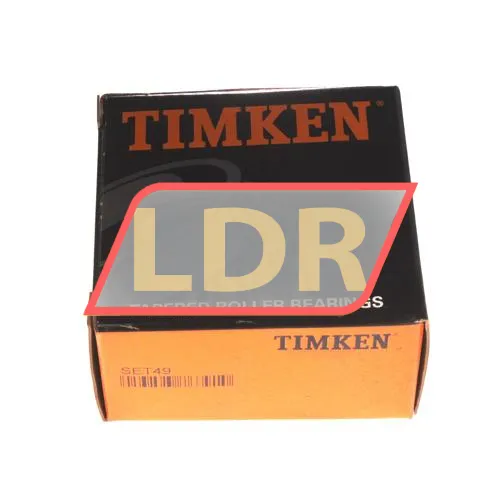 TIMKEN®
LDR
TAPERED ROLLER BEARINGS
TIMKEN
SET49